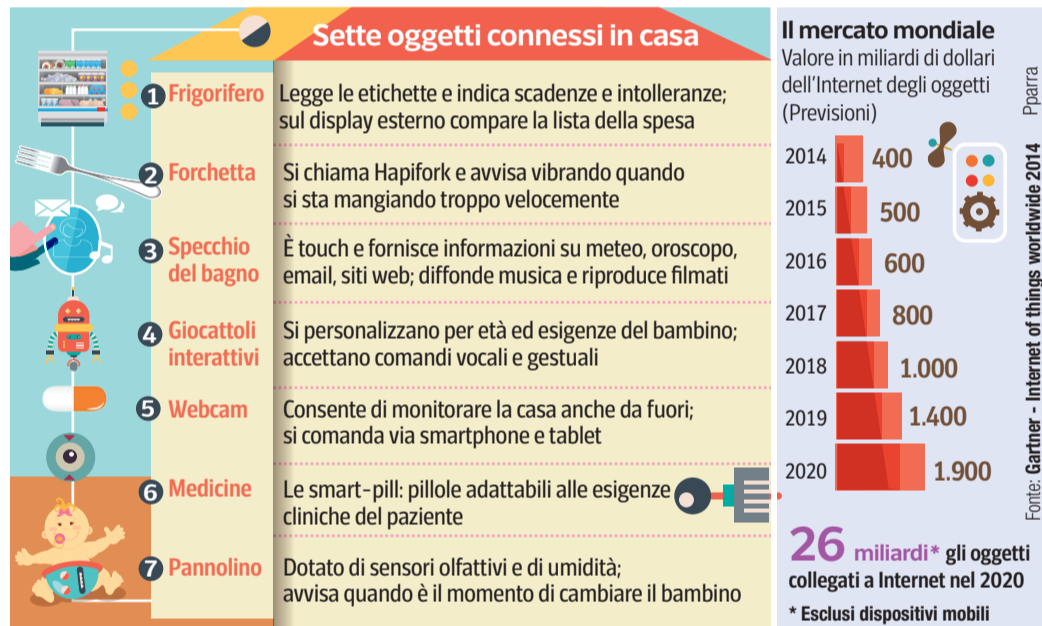 Sette oggetti connessi in casa
1 Frigorifero
Legge le etichette e indica scadenze e intolleranze;
sul display esterno compare la lista della spesa
2 Forchetta
Si chiama Hapifork e avvisa vibrando quando
si sta mangiando troppo velocemente
3 Specchio
del bagno
È touch e fornisce informazioni su meteo, oroscopo,
email, siti web; diffonde musica e riproduce filmati
4 Giocattoli
interattivi
Si personalizzano per età ed esigenze del bambino;
accettano comandi vocali e gestuali
5 Webcam
Consente di monitorare la casa anche da fuori;
si comanda via smartphone e tablet
6 Medicine
Le smart-pill: pillole adattabili alle esigenze
cliniche del paziente
7 Pannolino
Dotato di sensori olfattivi e di umidità;
avvisa quando è il momento di cambiare il bambino
Il mercato mondiale
Valore in miliardi di dollari
dell'Internet degli oggetti
(Previsioni)
2014 400
2015 500
2016 600
2017 800
2018 1.000
2019 1.400
2020 1.900
26 miliardi* gli oggetti
collegati a Internet nel 2020
* Esclusi dispositivi mobili
Fonte: Gartner - Internet of things worldwide 2014
Pparra